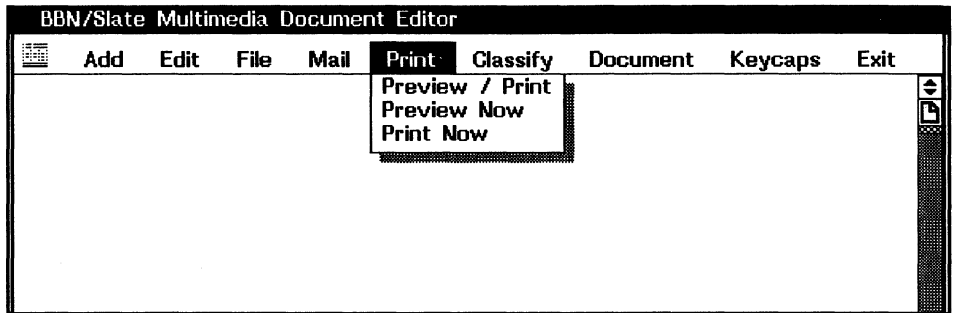 BBN/Slate Multimedia Document Editor
Add Edit File Mail Print Classify Document Keycaps Exit
Preview / Print
Preview Now
Print Now